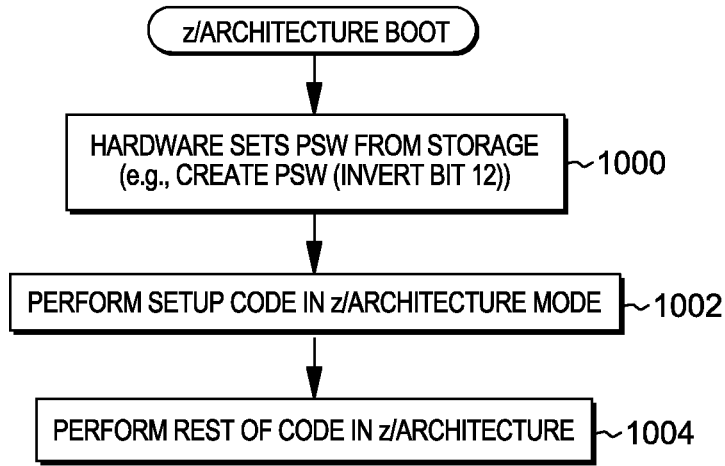 z/ARCHITECTURE BOOT
HARDWARE SETS PSW FROM STORAGE
(e.g., CREATE PSW (INVERT BIT 12))
1000
PERFORM SETUP CODE IN z/ARCHITECTURE MODE
1002
PERFORM REST OF CODE IN z/ARCHITECTURE
1004